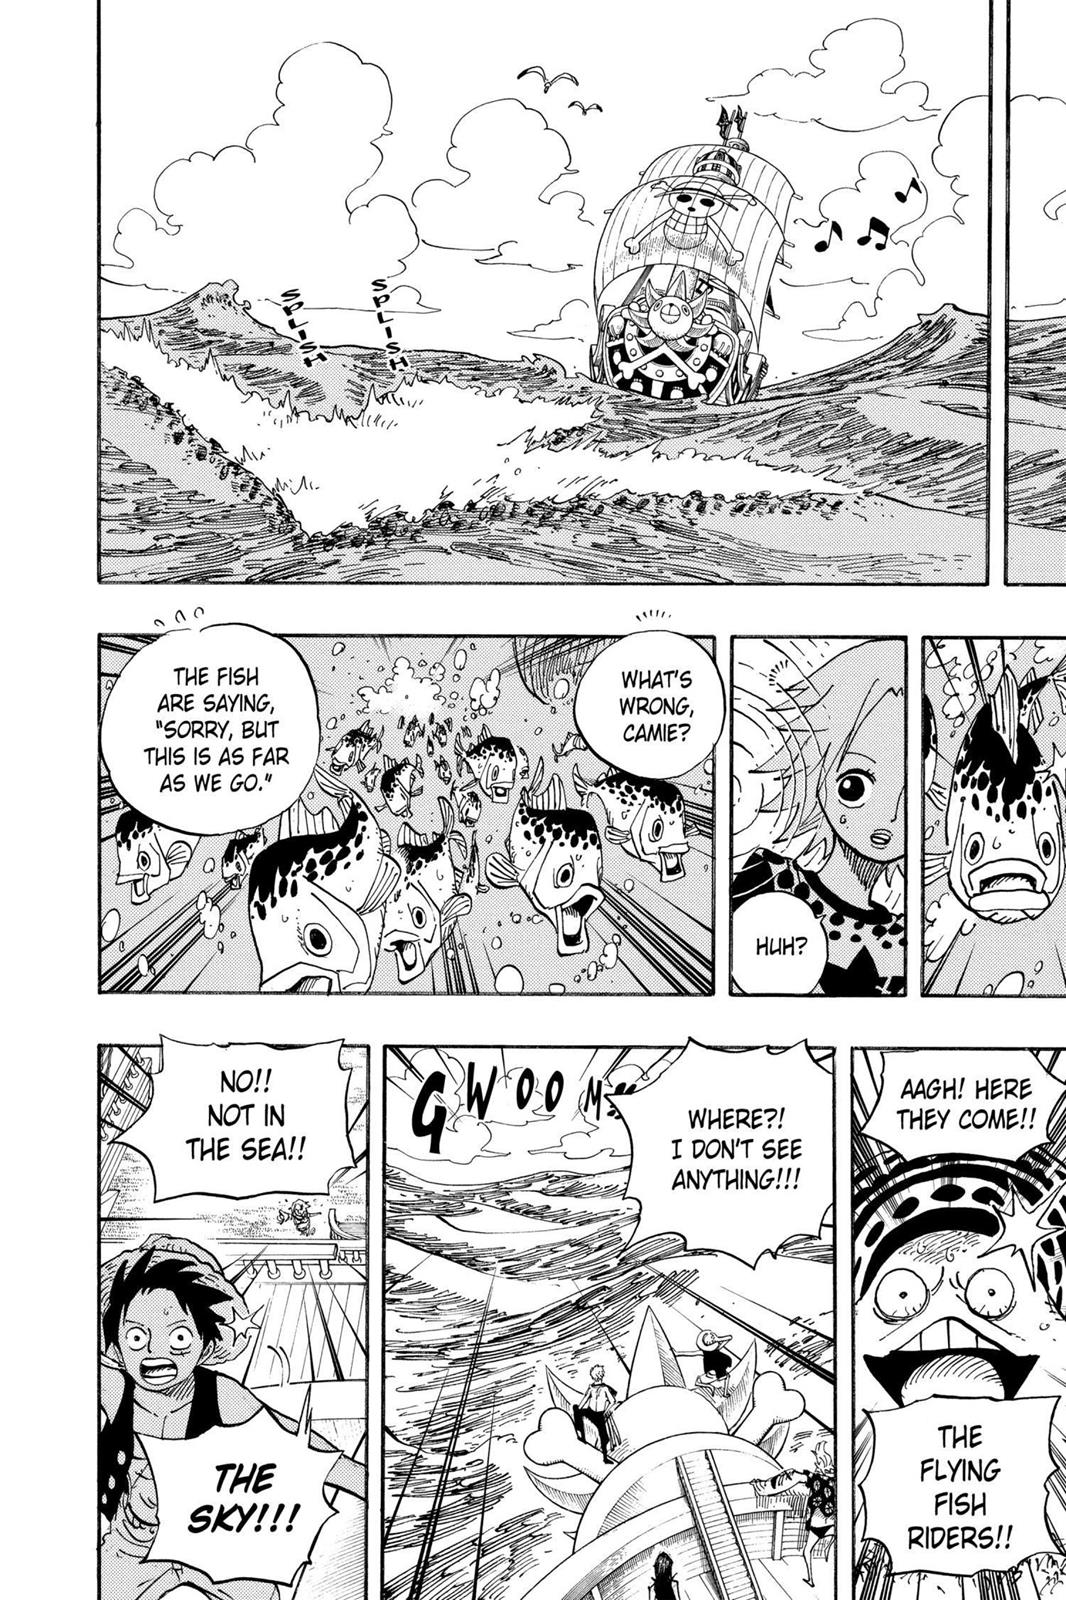 SPLISH
SPLISH
HUH?
WHAT'S
WRONG,
CAMIE?
THE FISH
ARE SAYING,
"SORRY, BUT
THIS IS AS FAR
AS WE GO."
AAGH! HERE
THEY COME!!
THE
FLYING
FISH
RIDERS!!
WHERE?!
I DON'T SEE
ANYTHING!!!
GWOOM
NO!!
NOT IN
THE SEA!!
THE
SKY!!!